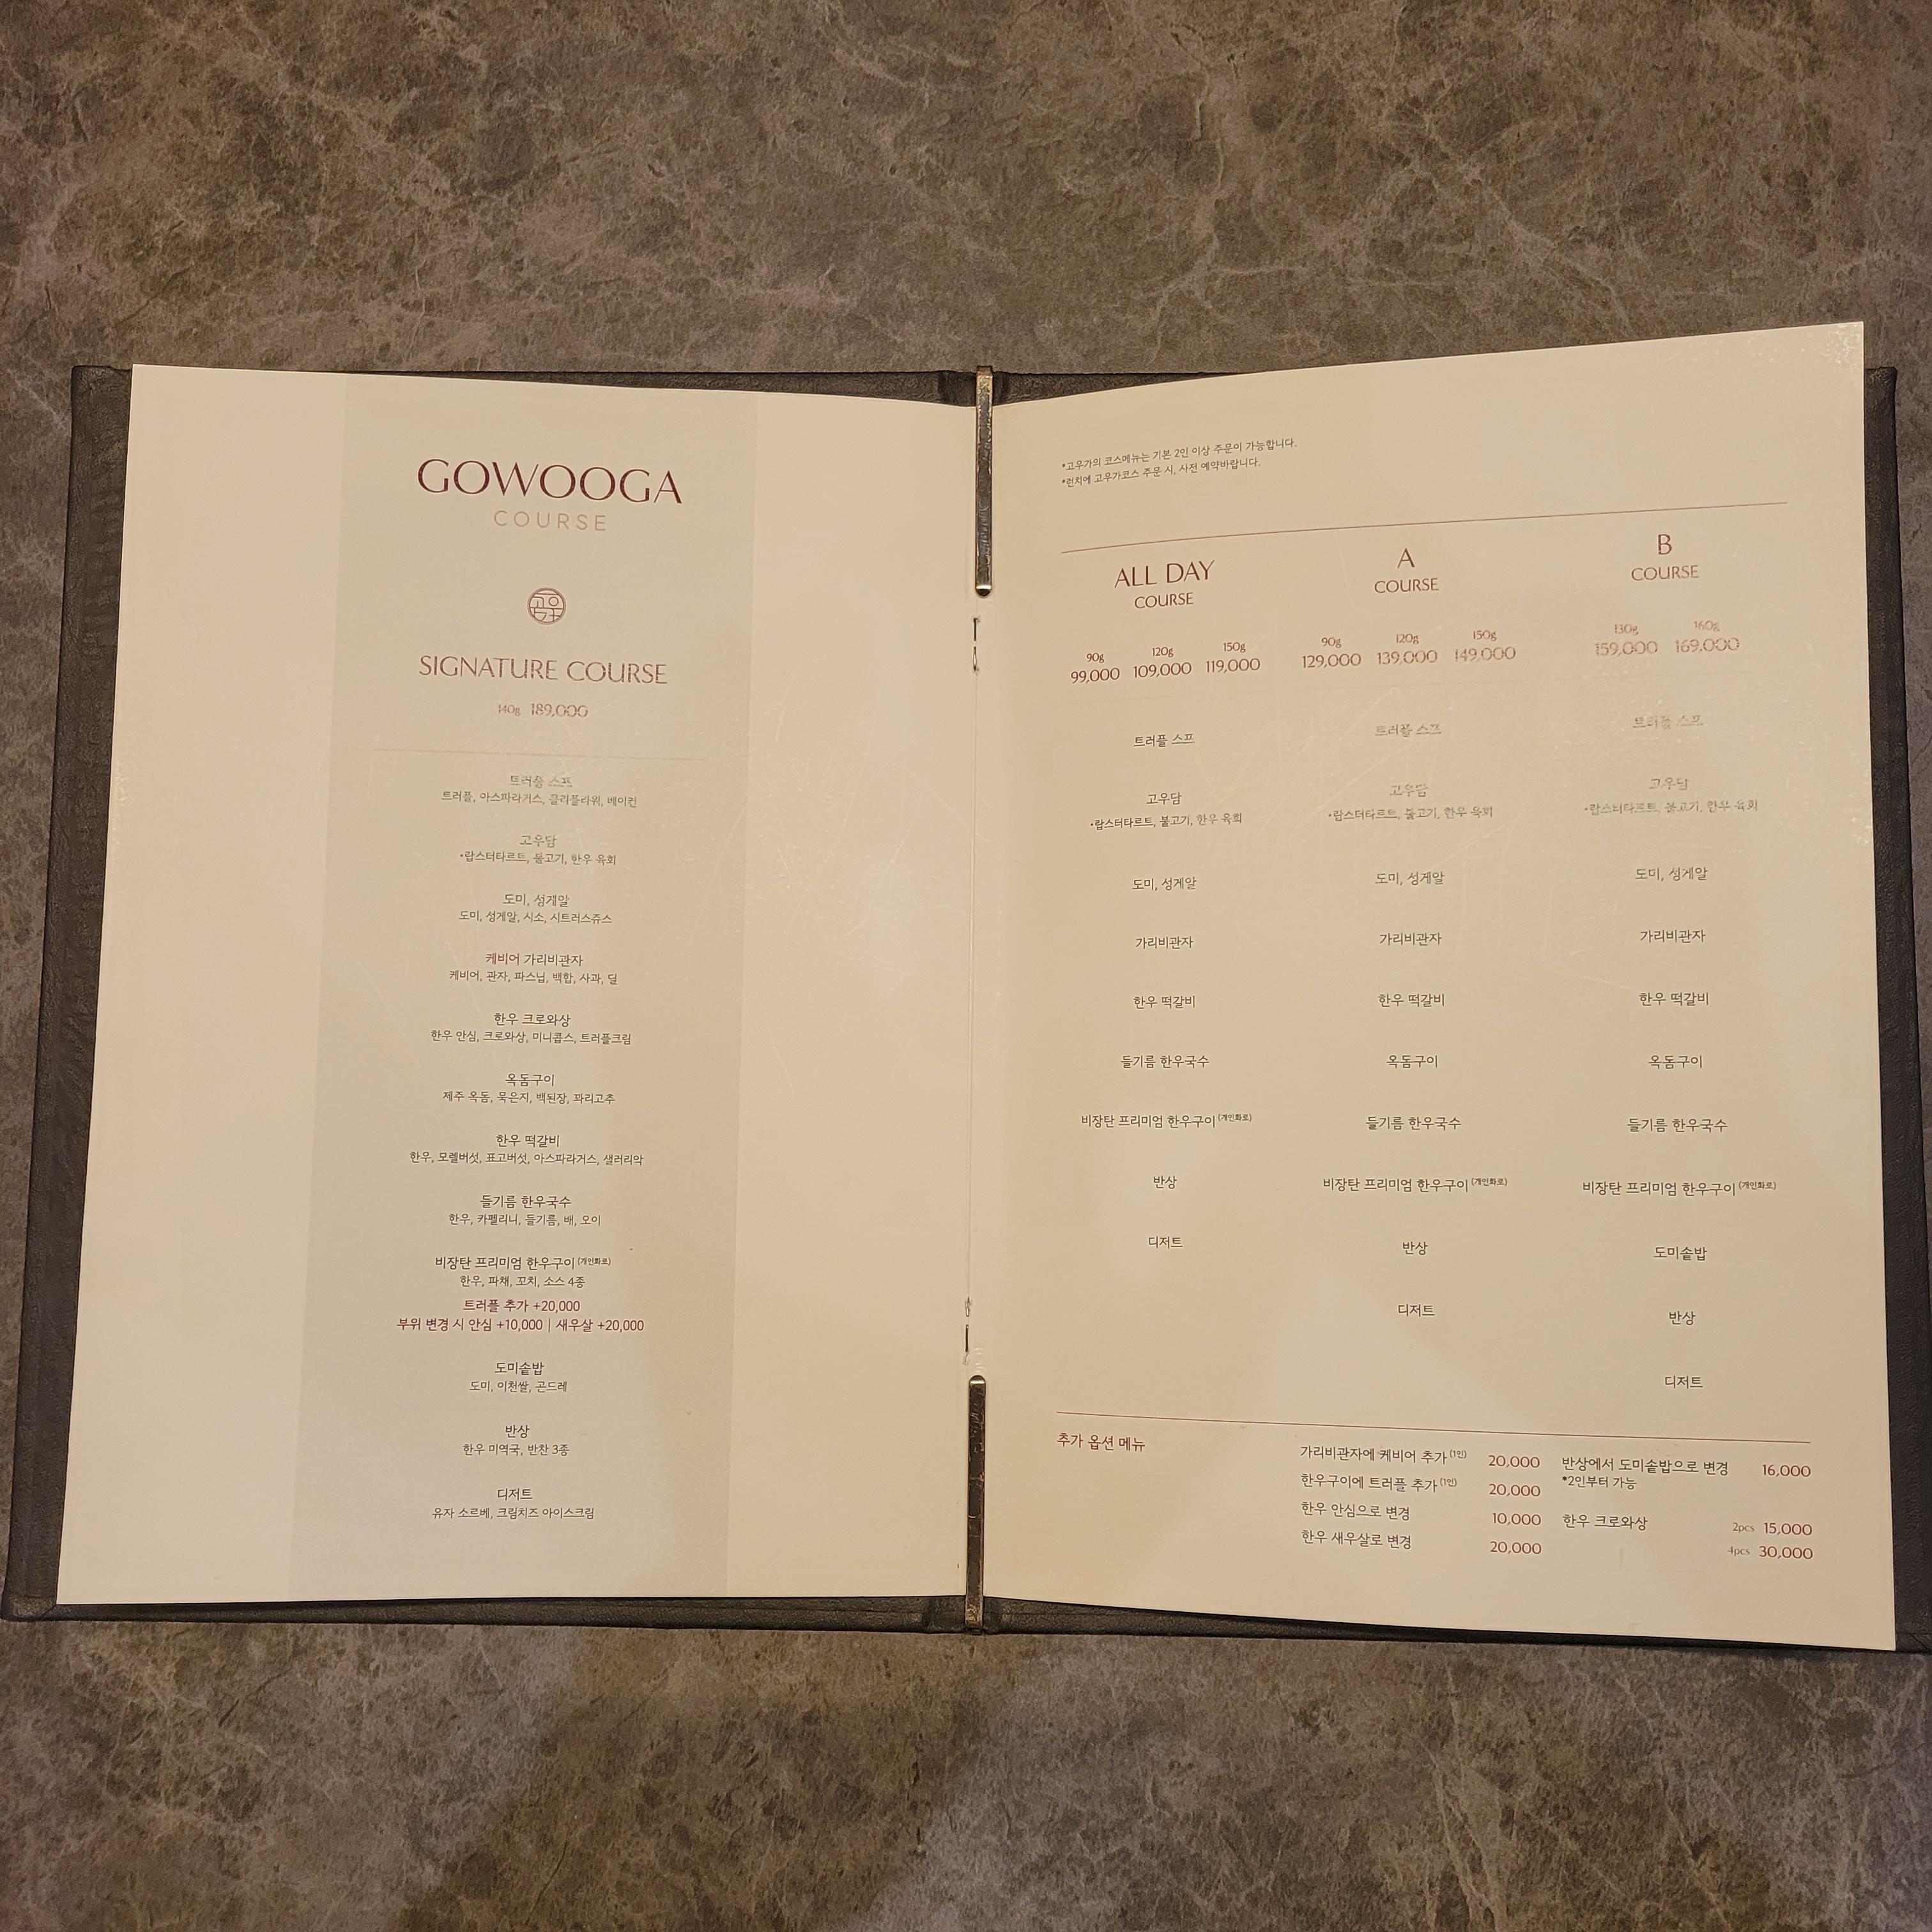 GOWOOGA
COURSE
SIGNATURE COURSE
140g 189,000
트러플 스프
트러플, 아스파라거스, 클러플라워, 베이컨
고우담
*랍스터타르트, 불고기, 한우 육회
도미, 성게알
도미, 성게알, 시소, 시트러스쥬스
케비어 가리비관자
케비어, 관자, 파스닙, 백합, 사과, 딜
한우 크로와상
한우 안심, 크로와상, 미니콥스, 트러플크림
옥돔구이
제주 옥돔, 묵은지, 백된장, 꽈리고추
한우 떡갈비
한우, 모렐버섯, 표고버섯, 아스파라거스, 샐러리악
들기름 한우국수
한우, 카펠리니, 들기름, 배, 오이
비장탄 프리미엄 한우구이 (개인화로)
한우, 파채, 꼬치, 소스 4종
트러플 추가 +20,000
부위 변경 시 안심 +10,000 | 새우살 +20,000
도미솥밥
도미, 이천쌀, 곤드레
반상
한우 미역국, 반찬 3종
디저트
유자 소르베, 크림치즈 아이스크림
*고우가의 코스메뉴는 기본 2인 이상 주문이 가능합니다.
*런치에 고우가코스 주문 시, 사전 예약바랍니다.
ALL DAY
COURSE
90g 120g 150g
99,000 109,000 119,000
트러플 스프
고우담
*랍스터타르트, 불고기, 한우 육회
도미, 성게알
가리비관자
한우 떡갈비
들기름 한우국수
비장탄 프리미엄 한우구이 (개인화로)
반상
디저트
A
COURSE
90g 120g 150g
129,000 139,000 149,000
트러플 스프
고우담
*랍스터타르트, 불고기, 한우 육회
도미, 성게알
가리비관자
한우 떡갈비
옥돔구이
들기름 한우국수
비장탄 프리미엄 한우구이 (개인화로)
반상
디저트
B
COURSE
130g 160g
159,000 169,000
트러플 스프
고우담
*랍스터타르트, 불고기, 한우 육회
도미, 성게알
가리비관자
한우 떡갈비
옥돔구이
들기름 한우국수
비장탄 프리미엄 한우구이 (개인화로)
도미솥밥
반상
디저트
추가 옵션 메뉴
가리비관자에 케비어 추가 (1인) 20,000
한우구이에 트러플 추가 (1인) 20,000
한우 안심으로 변경 10,000
한우 새우살로 변경 20,000
반상에서 도미솥밥으로 변경 16,000
*2인부터 가능
한우 크로와상 2pcs 15,000
4pcs 30,000